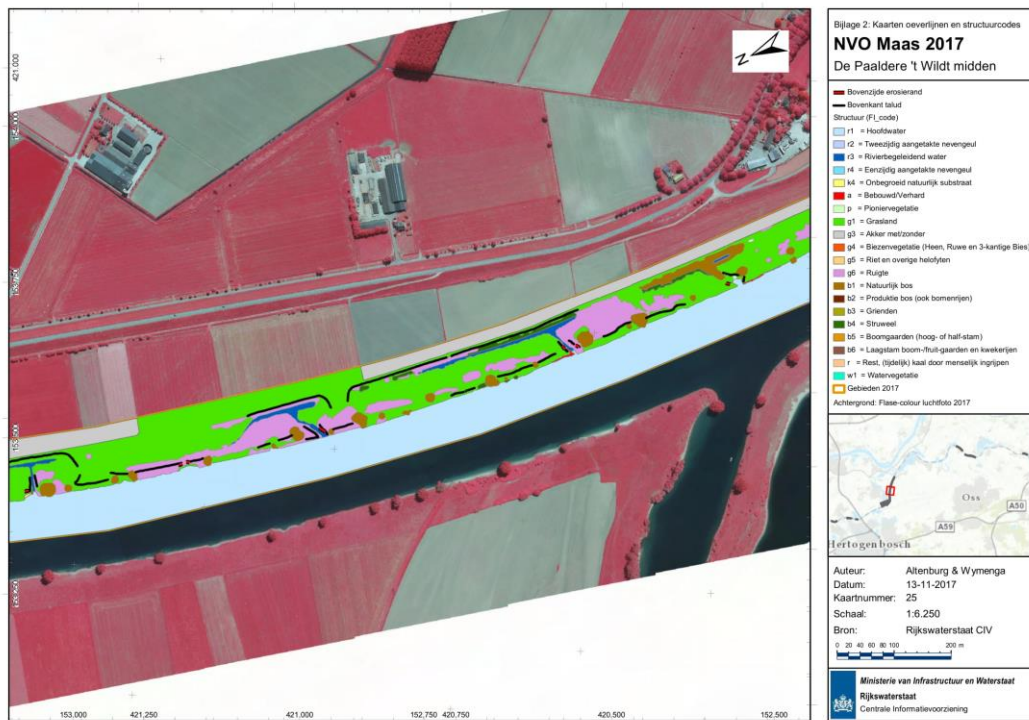 Bijlage 2: Kaarten oeverlijnen en structuurcodes
NVO Maas 2017
De Paaldere 't Wildt midden
Bovenzijde erosierand
Bovenkant talud
Structuur (FI_code)
r1 = Hoofdwater
r2 = Tweezijdig aangetakte nevengeul
r3 = Rivierbegeleidend water
r4 = Eenzijdig aangetakte nevengeul
k4 = Onbegroeid natuurlijk substraat
a = Bebouwd/Verhard
p = Pioniervegetatie
g1 = Grasland
g3 = Akker met/zonder
g4 = Biezenvegetatie (Heen, Ruwe en 3-kantige Bies)
g5 = Riet en overige helofyten
g6 = Ruigte
b1 = Natuurlijk bos
b2 = Produktie bos (ook bomenrijen)
b3 = Grienden
b4 = Struweel
b5 = Boomgaarden (hoog- of half-stam)
b6 = Laagstam boom-/fruit-gaarden en kwekerijen
r = Rest, (tijdelijk) kaal door menselijk ingrijpen
w1 = Watervegetatie
Gebieden 2017
Achtergrond: Flase-colour luchtfoto 2017
Oss
A50
A59
Hertogenbosch
Auteur: Altenburg & Wymenga
Datum: 13-11-2017
Kaartnummer: 25
Schaal: 1:6.250
Bron: Rijkswaterstaat CIV
0 20 40 60 80 100 200 m
Ministerie van Infrastructuur en Waterstaat
Rijkswaterstaat
Centrale Informatievoorziening
N
421.000
153.500
153.000 421.250 421.000 152.750 420.750 420.500 152.500